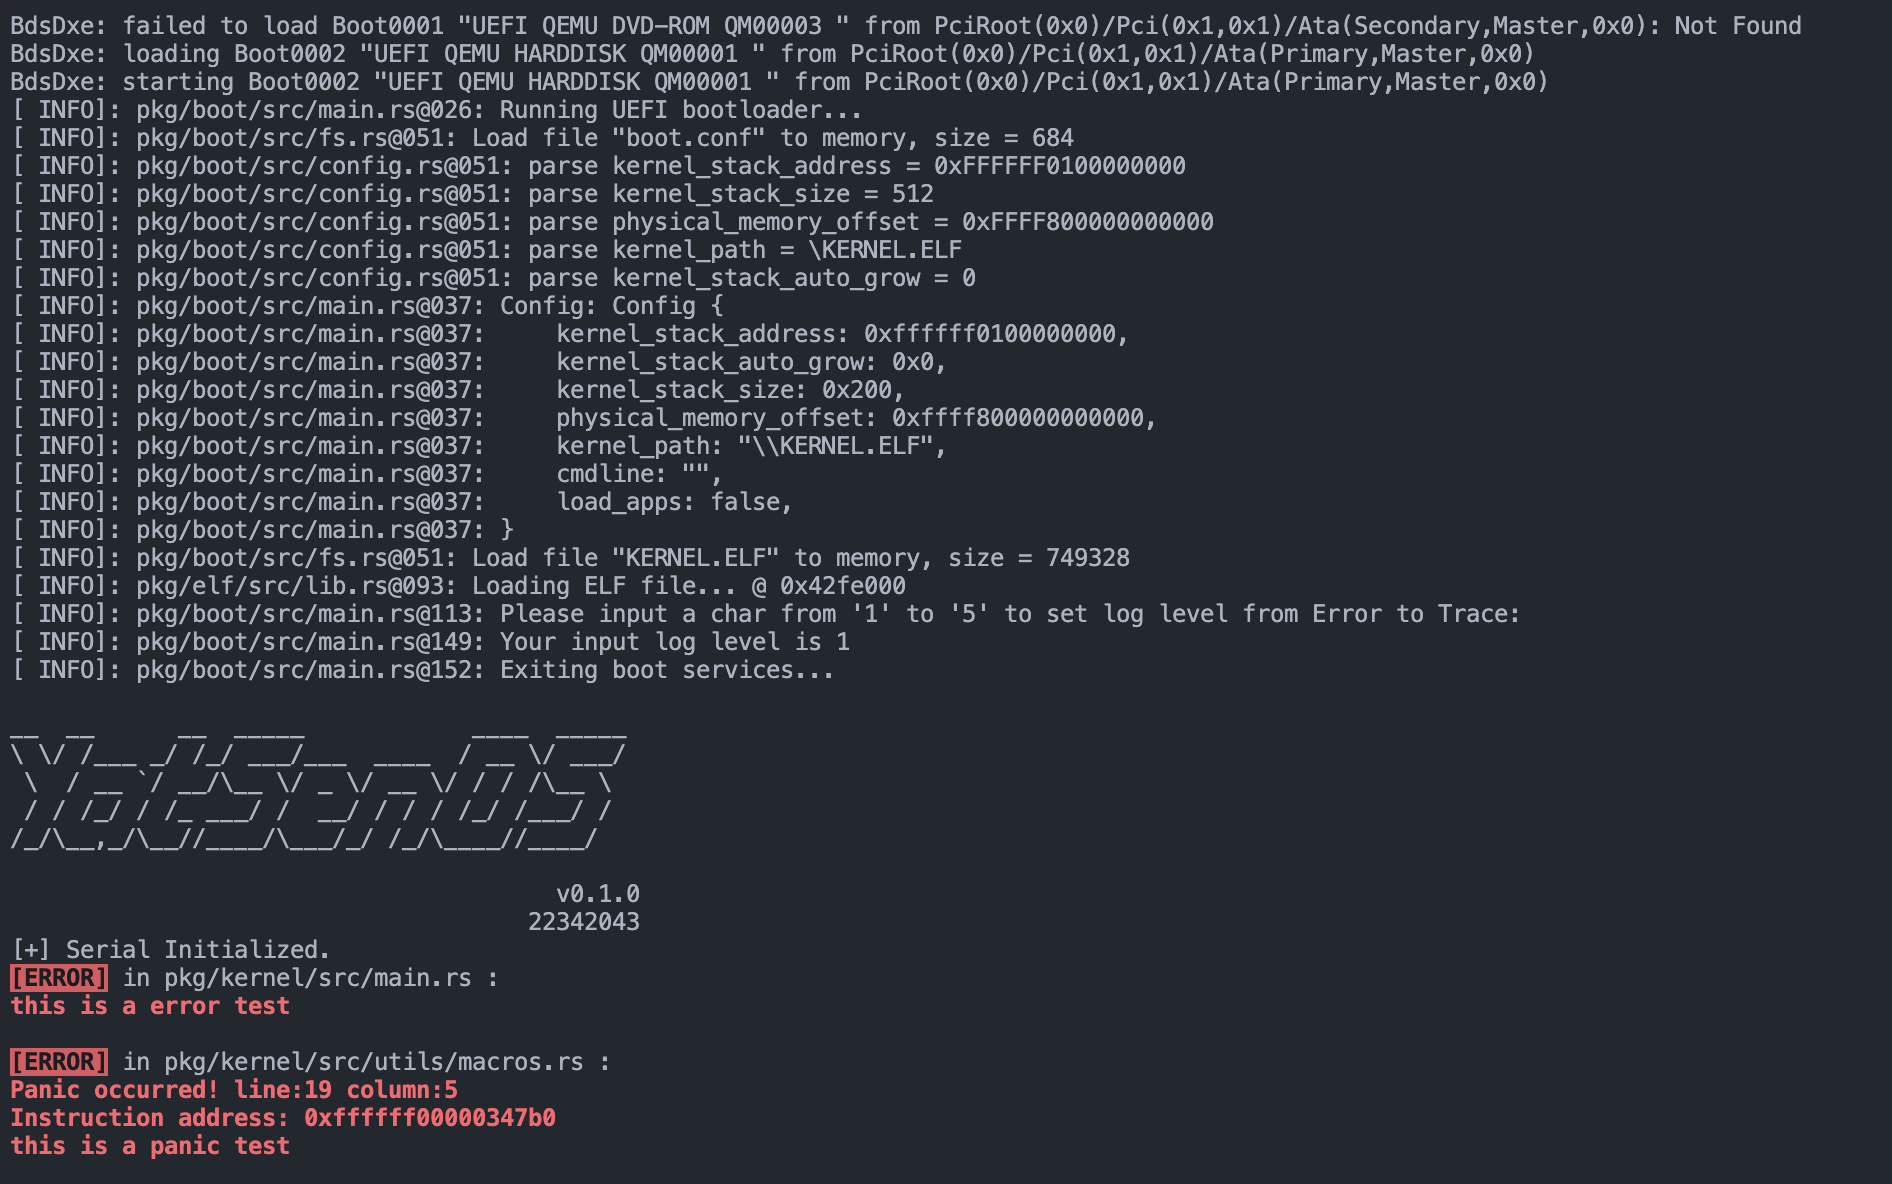 BdsDxe: failed to load Boot0001 "UEFI QEMU DVD-ROM QM00003 " from PciRoot(0x0)/Pci(0x1,0x1)/Ata(Secondary,Master,0x0): Not Found
BdsDxe: loading Boot0002 "UEFI QEMU HARDDISK QM00001 " from PciRoot(0x0)/Pci(0x1,0x1)/Ata(Primary,Master,0x0)
BdsDxe: starting Boot0002 "UEFI QEMU HARDDISK QM00001 " from PciRoot(0x0)/Pci(0x1,0x1)/Ata(Primary,Master,0x0)
[ INFO]: pkg/boot/src/main.rs@026: Running UEFI bootloader...
[ INFO]: pkg/boot/src/fs.rs@051: Load file "boot.conf" to memory, size = 684
[ INFO]: pkg/boot/src/config.rs@051: parse kernel_stack_address = 0xFFFFFF0100000000
[ INFO]: pkg/boot/src/config.rs@051: parse kernel_stack_size = 512
[ INFO]: pkg/boot/src/config.rs@051: parse physical_memory_offset = 0xFFFF800000000000
[ INFO]: pkg/boot/src/config.rs@051: parse kernel_path = \KERNEL.ELF
[ INFO]: pkg/boot/src/config.rs@051: parse kernel_stack_auto_grow = 0
[ INFO]: pkg/boot/src/main.rs@037: Config: Config {
[ INFO]: pkg/boot/src/main.rs@037:     kernel_stack_address: 0xffffff0100000000,
[ INFO]: pkg/boot/src/main.rs@037:     kernel_stack_auto_grow: 0x0,
[ INFO]: pkg/boot/src/main.rs@037:     kernel_stack_size: 0x200,
[ INFO]: pkg/boot/src/main.rs@037:     physical_memory_offset: 0xffff800000000000,
[ INFO]: pkg/boot/src/main.rs@037:     kernel_path: "\\KERNEL.ELF",
[ INFO]: pkg/boot/src/main.rs@037:     cmdline: "",
[ INFO]: pkg/boot/src/main.rs@037:     load_apps: false,
[ INFO]: pkg/boot/src/main.rs@037: }
[ INFO]: pkg/boot/src/fs.rs@051: Load file "KERNEL.ELF" to memory, size = 749328
[ INFO]: pkg/elf/src/lib.rs@093: Loading ELF file... @ 0x42fe000
[ INFO]: pkg/boot/src/main.rs@113: Please input a char from '1' to '5' to set log level from Error to Trace:
[ INFO]: pkg/boot/src/main.rs@149: Your input log level is 1
[ INFO]: pkg/boot/src/main.rs@152: Exiting boot services...
YatSenOS
v0.1.0
22342043
[+] Serial Initialized.
[ERROR] in pkg/kernel/src/main.rs :
this is a error test
[ERROR] in pkg/kernel/src/utils/macros.rs :
Panic occurred! line:19 column:5
Instruction address: 0xffffff00000347b0
this is a panic test